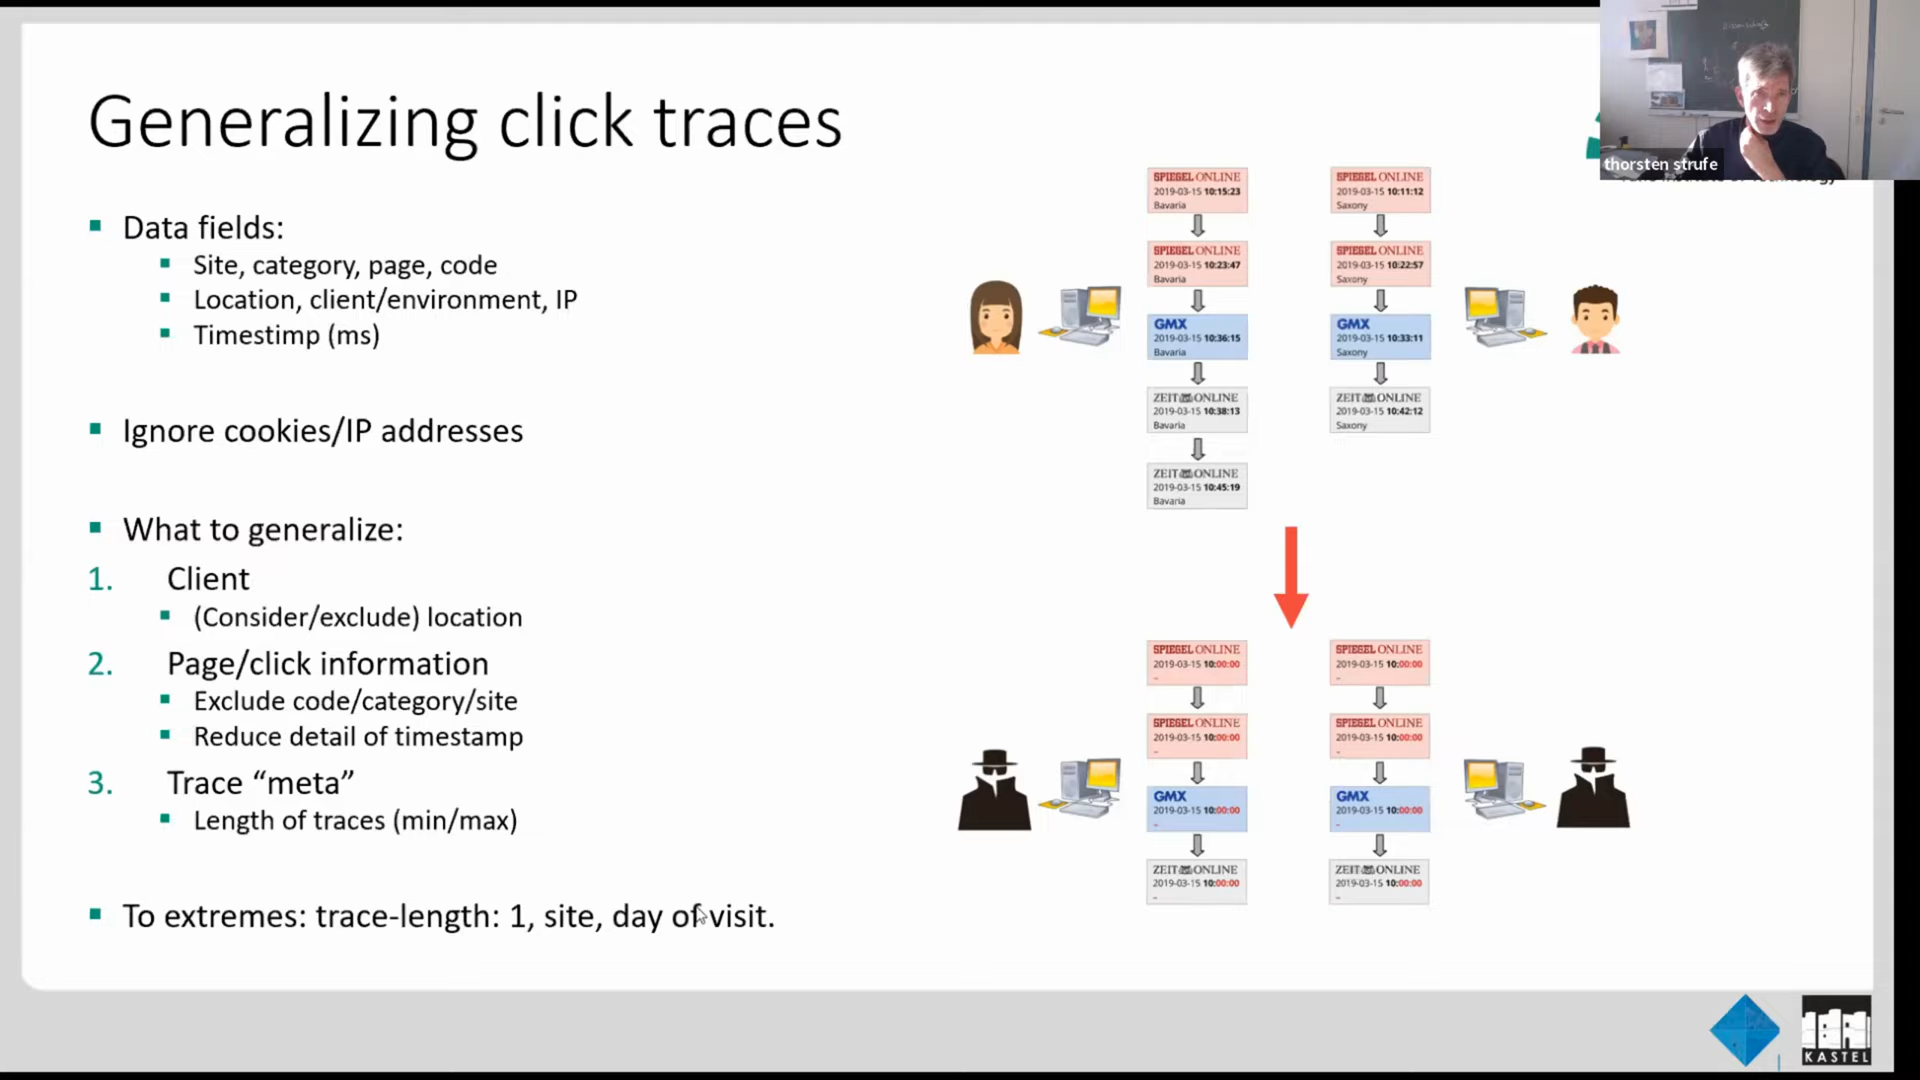 Generalizing click traces
thorsten strufe
Data fields:
Site, category, page, code
Location, client/environment, IP
Timestimp (ms)
Ignore cookies/IP addresses
What to generalize:
1. Client
(Consider/exclude) location
2. Page/click information
Exclude code/category/site
Reduce detail of timestamp
3. Trace “meta”
Length of traces (min/max)
To extremes: trace-length: 1, site, day of visit.
SPIEGEL ONLINE
2019-03-15 10:15:23
Bavaria
SPIEGEL ONLINE
2019-03-15 10:23:47
Bavaria
GMX
2019-03-15 10:36:15
Bavaria
ZEIT ONLINE
2019-03-15 10:38:13
Bavaria
ZEIT ONLINE
2019-03-15 10:45:19
Bavaria
SPIEGEL ONLINE
2019-03-15 10:11:12
Saxony
SPIEGEL ONLINE
2019-03-15 10:22:57
Saxony
GMX
2019-03-15 10:33:11
Saxony
ZEIT ONLINE
2019-03-15 10:42:12
Saxony
SPIEGEL ONLINE
2019-03-15 10:00:00
-
SPIEGEL ONLINE
2019-03-15 10:00:00
-
GMX
2019-03-15 10:00:00
-
ZEIT ONLINE
2019-03-15 10:00:00
-
SPIEGEL ONLINE
2019-03-15 10:00:00
-
SPIEGEL ONLINE
2019-03-15 10:00:00
-
GMX
2019-03-15 10:00:00
-
ZEIT ONLINE
2019-03-15 10:00:00
-
KASTEL